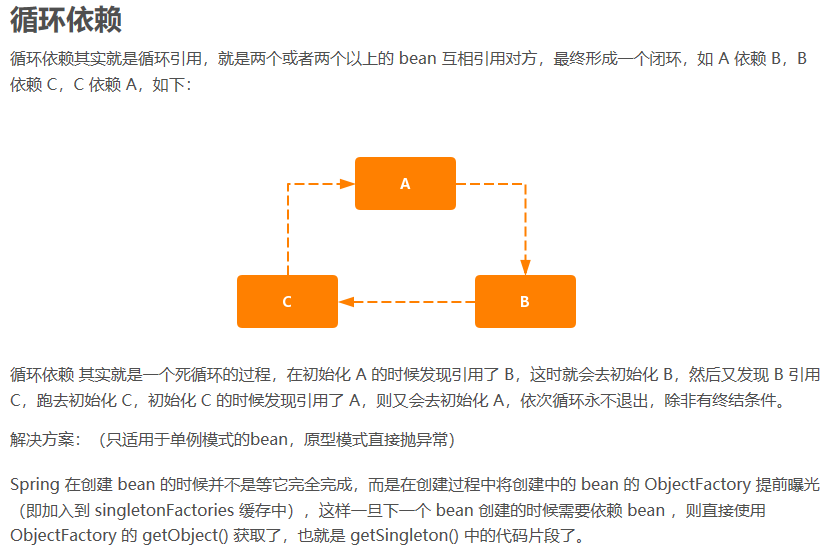 循环依赖
循环依赖其实就是循环引用，就是两个或者两个以上的 bean 互相引用对方，最终形成一个闭环，如 A 依赖 B，B
依赖 C，C 依赖 A，如下：
A
C
B
循环依赖 其实就是一个死循环的过程，在初始化 A 的时候发现引用了 B，这时就会去初始化 B，然后又发现 B 引用
C，跑去初始化 C，初始化 C 的时候发现引用了 A，则又会去初始化 A，依次循环永不退出，除非有终结条件。
解决方案：（只适用于单例模式的bean，原型模式直接抛异常）
Spring 在创建 bean 的时候并不是等它完全完成，而是在创建过程中将创建中的 bean 的 ObjectFactory 提前曝光
（即加入到 singletonFactories 缓存中），这样一旦下一个 bean 创建的时候需要依赖 bean ，则直接使用
ObjectFactory 的 getObject() 获取了，也就是 getSingleton() 中的代码片段了。